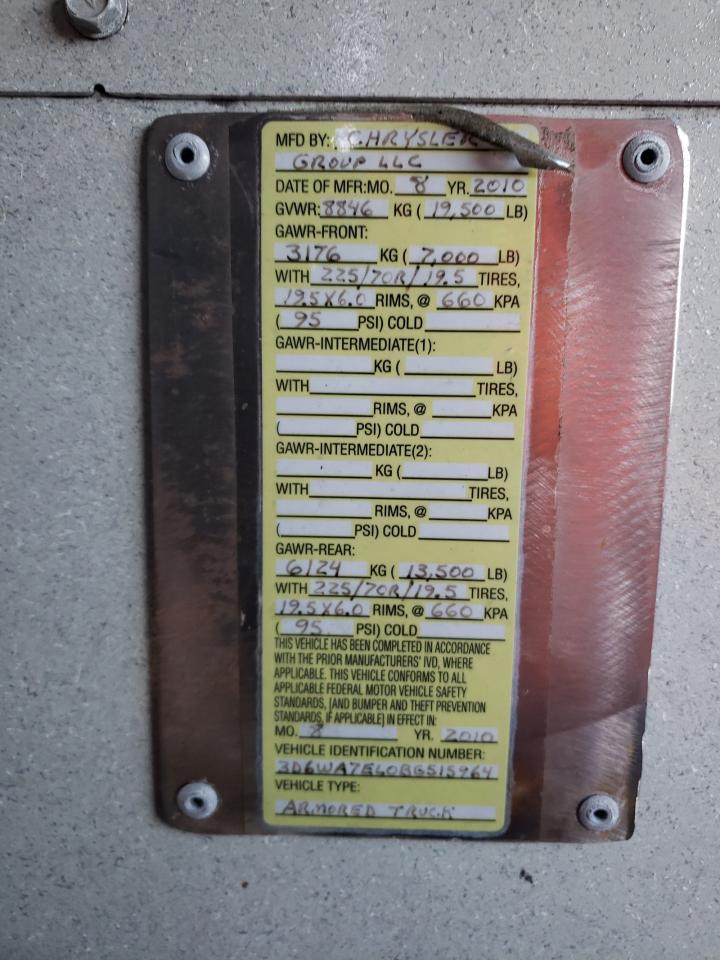 MFD BY: CHRYSLER
GROUP LLC
DATE OF MFR:MO. 8 YR. 2010
GVWR: 8846 KG ( 19,500 LB)
GAWR-FRONT:
3176 KG ( 7,000 LB)
WITH 225/70R/19.5 TIRES,
19.5X6.0 RIMS, @ 660 KPA
( 95 PSI) COLD
GAWR-INTERMEDIATE(1):
KG ( LB)
WITH TIRES,
RIMS, @ KPA
( PSI) COLD
GAWR-INTERMEDIATE(2):
KG ( LB)
WITH TIRES,
RIMS, @ KPA
( PSI) COLD
GAWR-REAR:
6124 KG ( 13,500 LB)
WITH 225/70R/19.5 TIRES,
19.5X6.0 RIMS, @ 660 KPA
( 95 PSI) COLD
THIS VEHICLE HAS BEEN COMPLETED IN ACCORDANCE
WITH THE PRIOR MANUFACTURERS' IVD, WHERE
APPLICABLE. THIS VEHICLE CONFORMS TO ALL
APPLICABLE FEDERAL MOTOR VEHICLE SAFETY
STANDARDS, [AND BUMPER AND THEFT PREVENTION
STANDARDS, IF APPLICABLE] IN EFFECT IN:
MO. 8 YR. 2010
VEHICLE IDENTIFICATION NUMBER:
3D6WA7EL0BG515964
VEHICLE TYPE:
ARMORED TRUCK